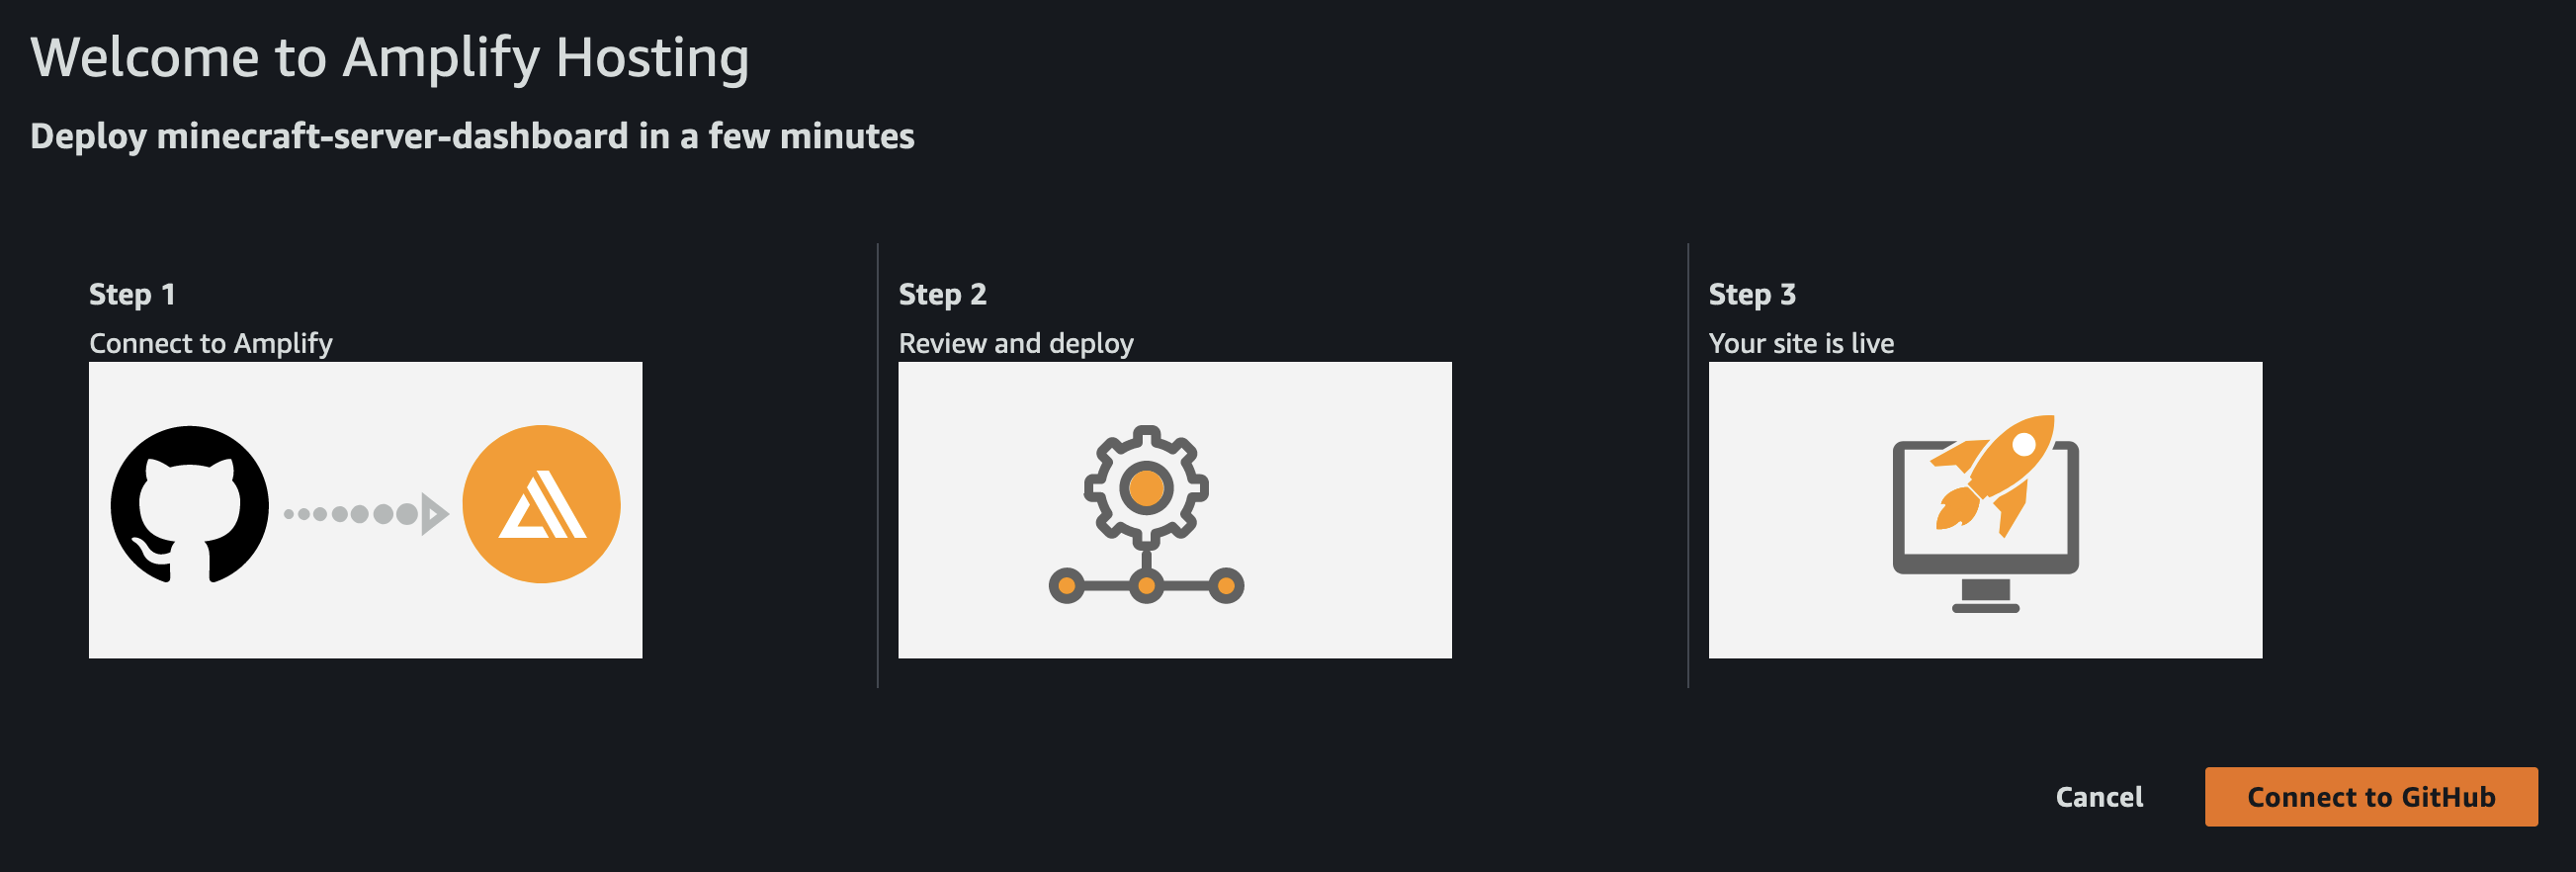 Welcome to Amplify Hosting
Deploy minecraft-server-dashboard in a few minutes
Step 1
Connect to Amplify
Step 2
Review and deploy
Step 3
Your site is live
Cancel
Connect to GitHub